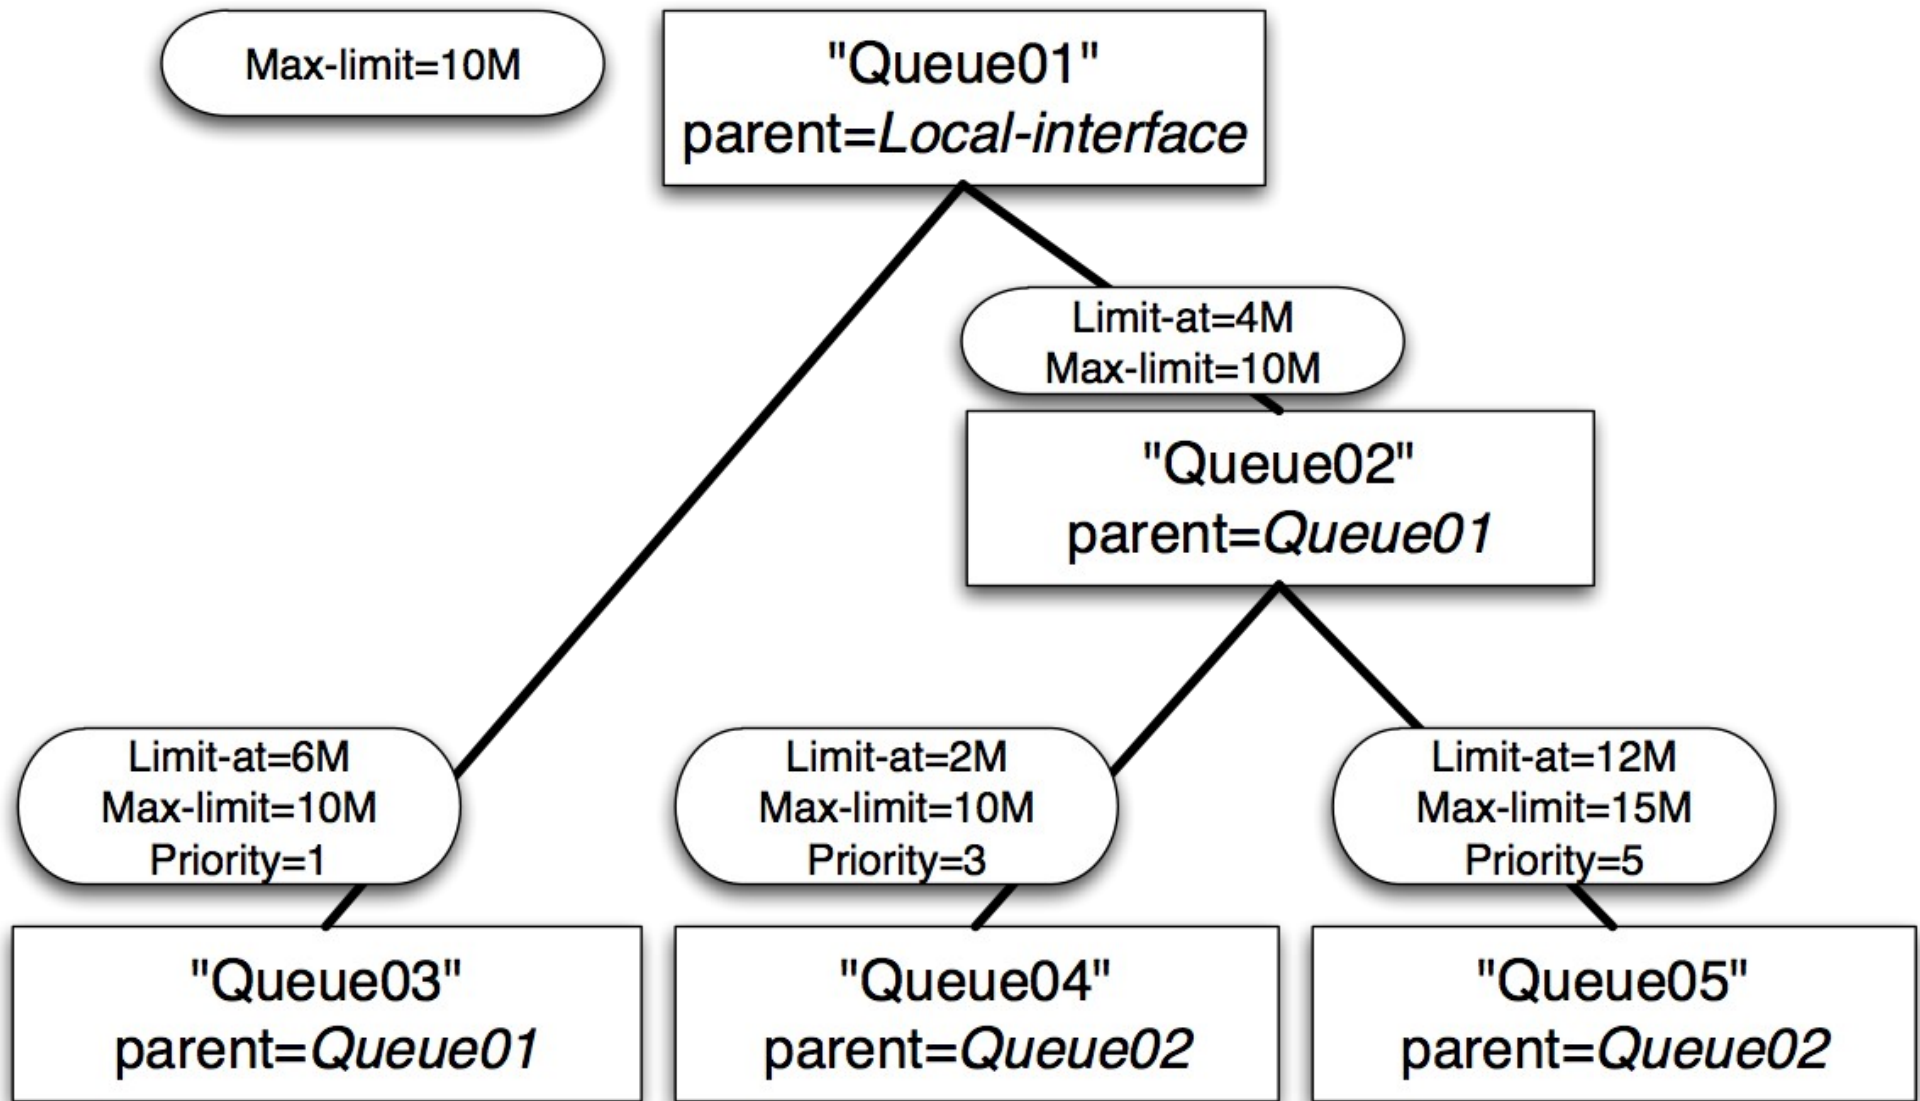 Max-limit=10M
"Queue01"
parent=Local-interface
Limit-at=4M
Max-limit=10M
"Queue02"
parent=Queue01
Limit-at=6M
Max-limit=10M
Priority=1
Limit-at=2M
Max-limit=10M
Priority=3
Limit-at=12M
Max-limit=15M
Priority=5
"Queue03"
parent=Queue01
"Queue04"
parent=Queue02
"Queue05"
parent=Queue02